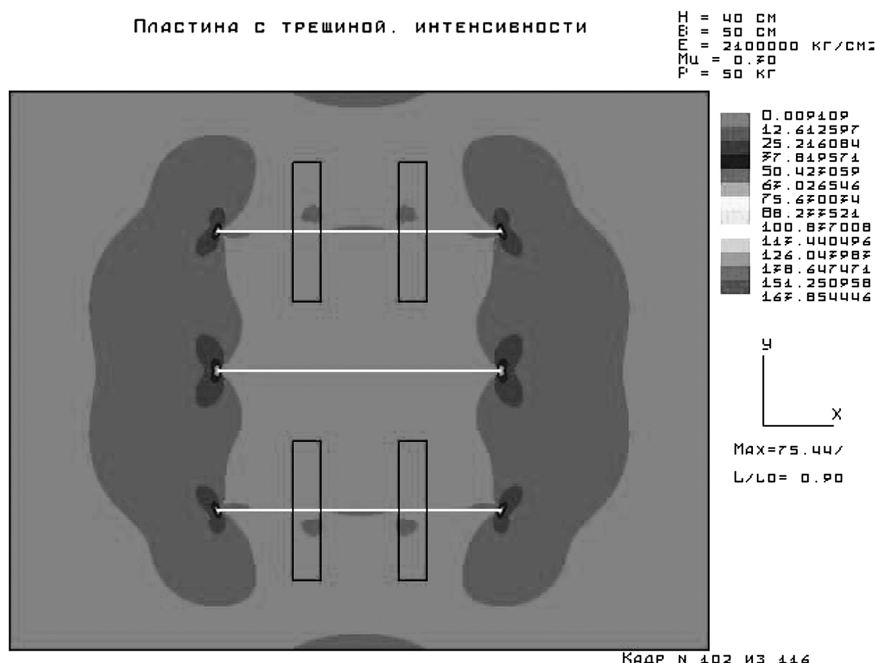 Пластина с трещиной. интенсивности
H = 40 см
B = 50 см
E = 2100000 кг/см2
Mu = 0.30
P = 50 кг
0.009109
12.612597
25.216084
37.819571
50.423059
63.026546
75.630034
88.233521
100.837008
113.440496
126.043983
138.647471
151.250958
163.854446
y
x
Max=75.447
L/L0= 0.90
Кадр N 102 из 116